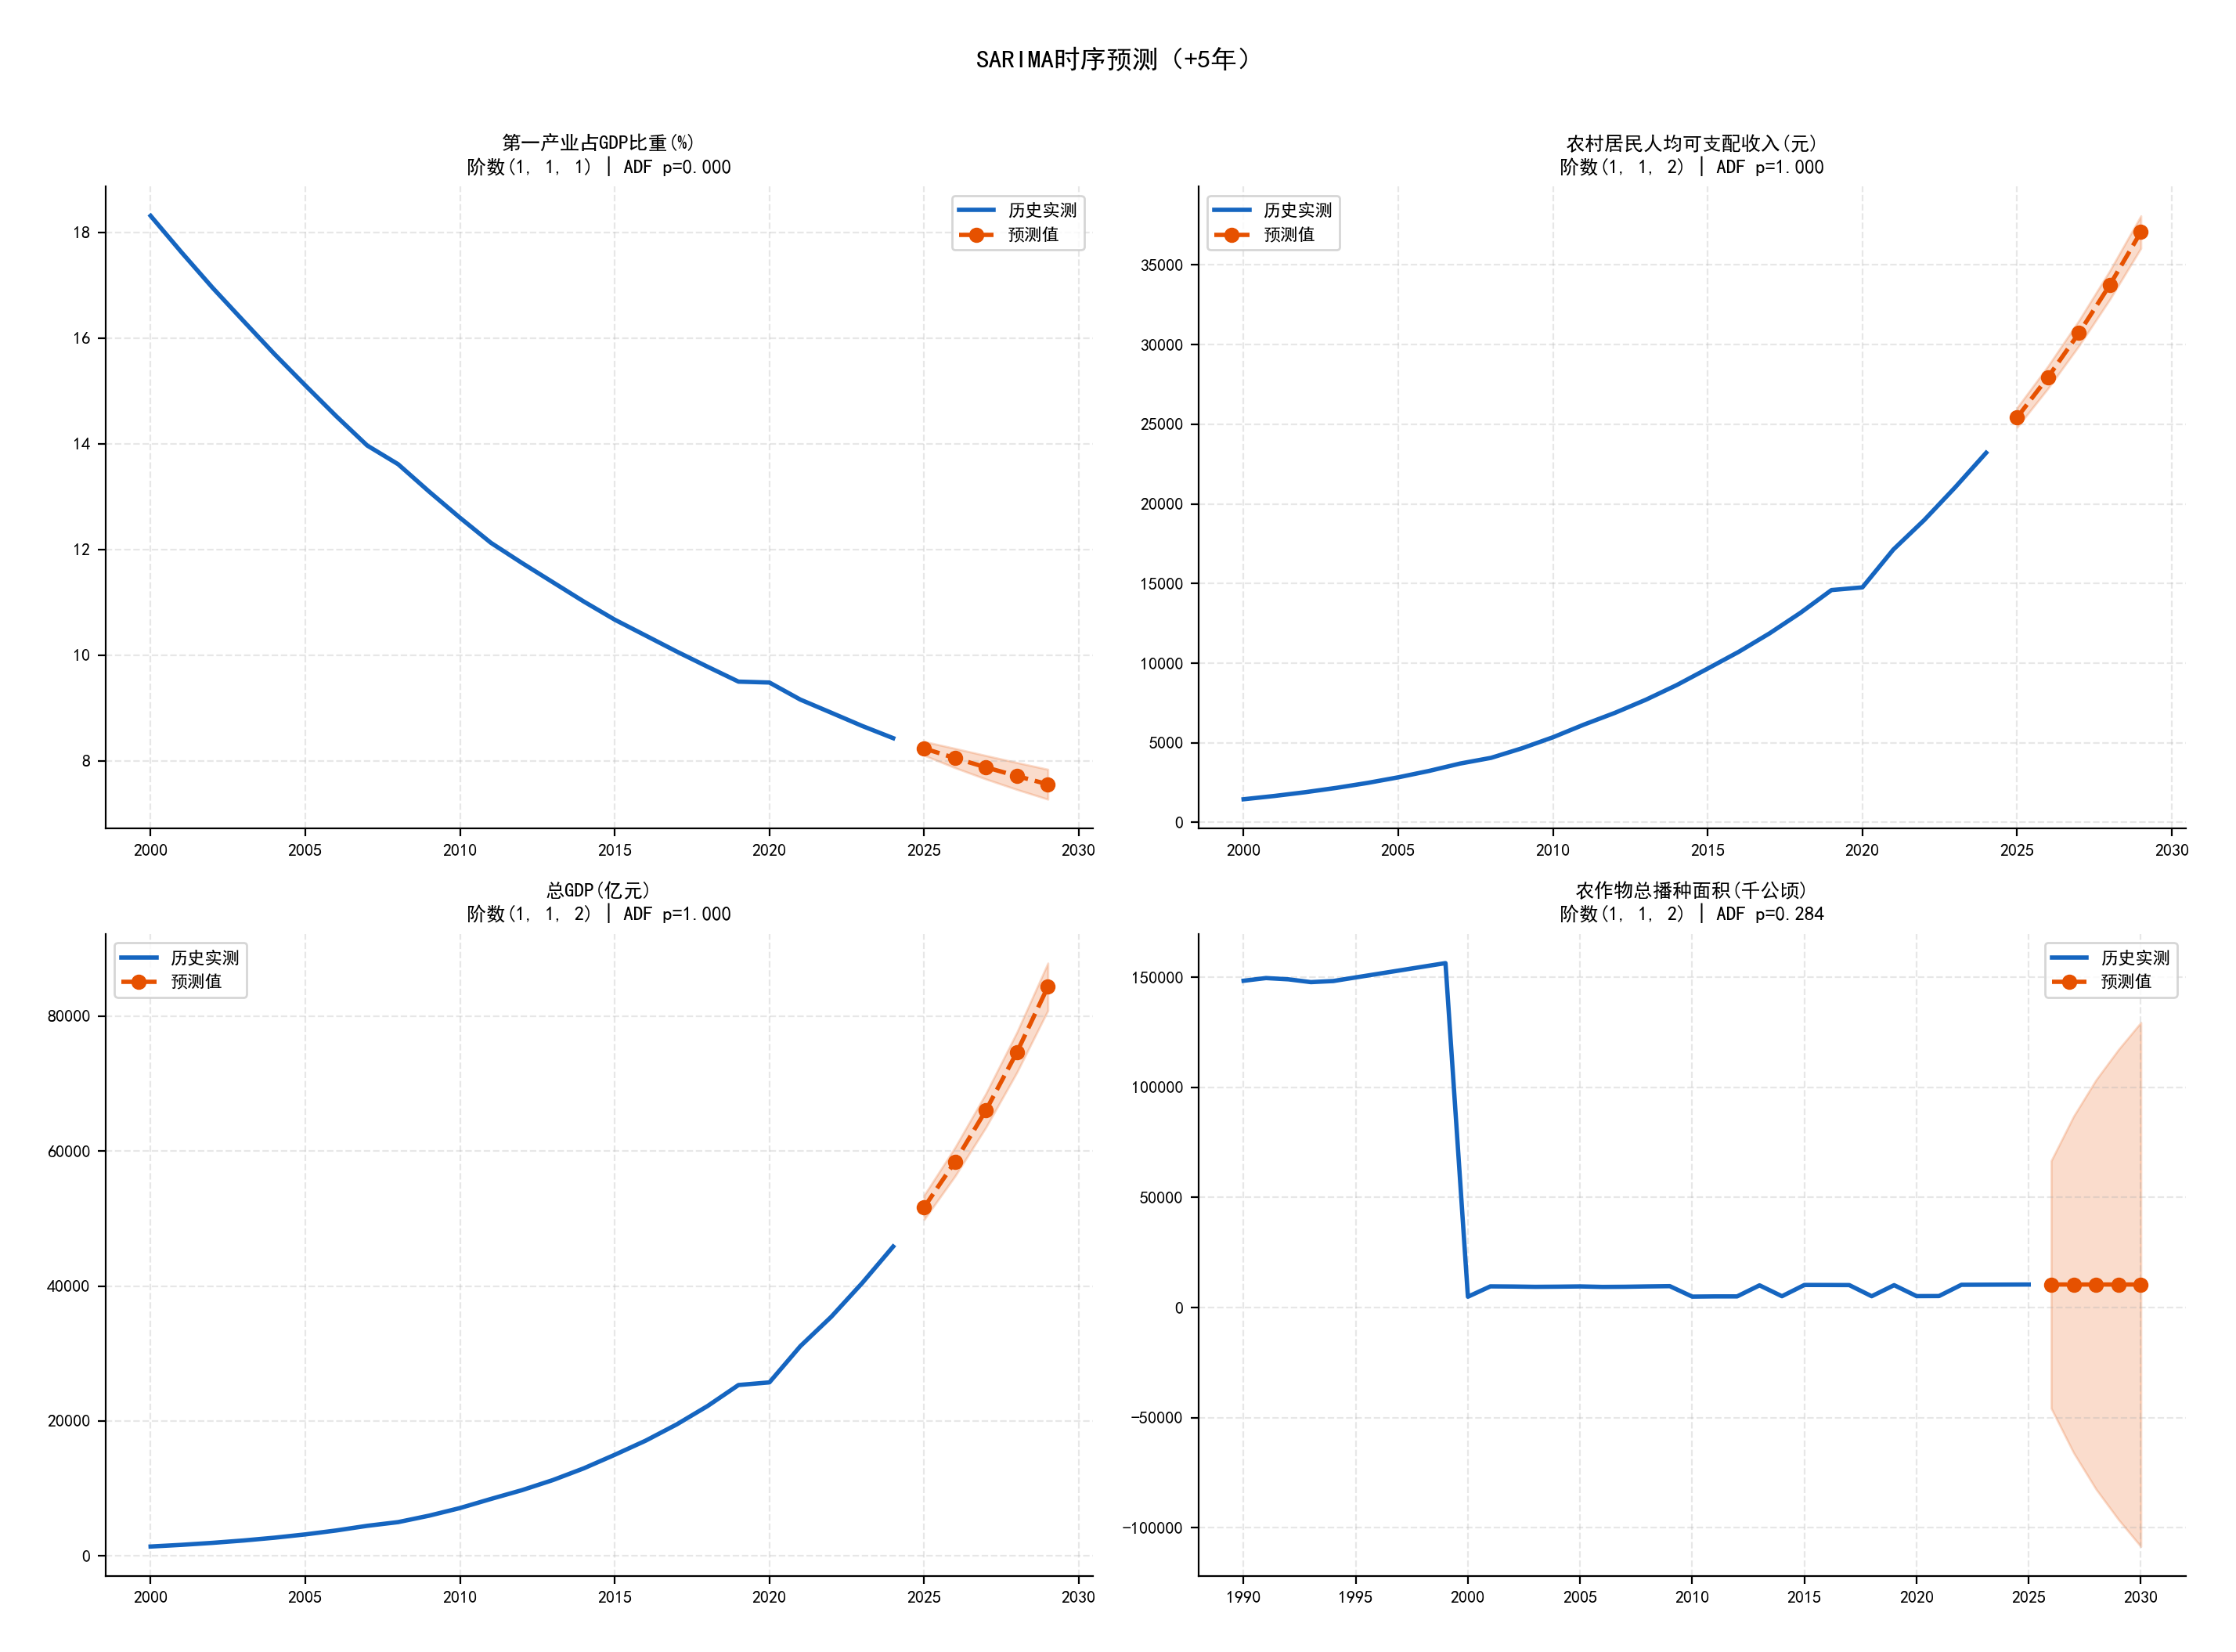 SARIMA时序预测（+5年）
第一产业占GDP比重(%)
阶数(1, 1, 1) | ADF p=0.000
历史实测
预测值
18
16
14
12
10
8
2000 2005 2010 2015 2020 2025 2030
农村居民人均可支配收入(元)
阶数(1, 1, 2) | ADF p=1.000
历史实测
预测值
35000
30000
25000
20000
15000
10000
5000
0
2000 2005 2010 2015 2020 2025 2030
总GDP(亿元)
阶数(1, 1, 2) | ADF p=1.000
历史实测
预测值
80000
60000
40000
20000
0
2000 2005 2010 2015 2020 2025 2030
农作物总播种面积(千公顷)
阶数(1, 1, 2) | ADF p=0.284
历史实测
预测值
150000
100000
50000
0
−50000
−100000
1990 1995 2000 2005 2010 2015 2020 2025 2030